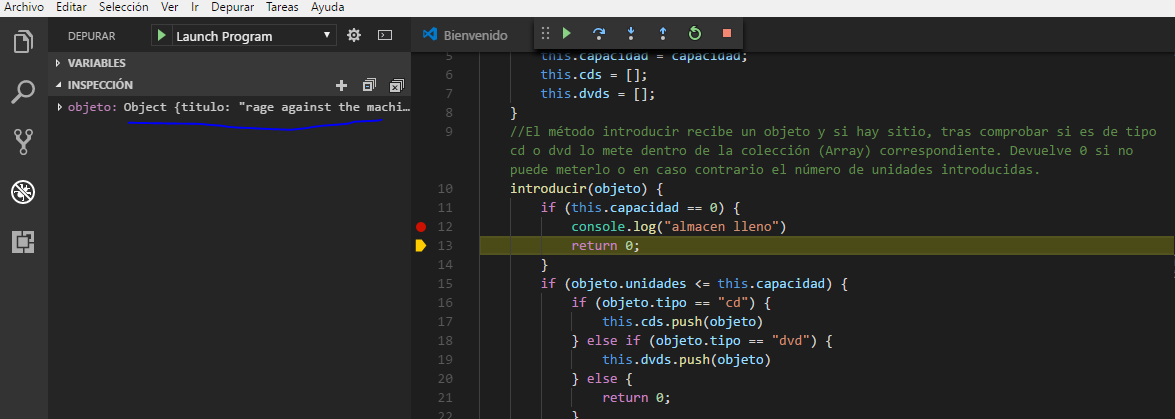 Archivo Editar Selección Ver Ir Depurar Tareas Ayuda
DEPURAR Launch Program
VARIABLES
INSPECCIÓN
objeto: Object {titulo: "rage against the machi…
Bienvenido
5 this.capacidad = capacidad;
6 this.cds = [];
7 this.dvds = [];
8 }
9 //El método introducir recibe un objeto y si hay sitio, tras comprobar si es de tipo
cd o dvd lo mete dentro de la colección (Array) correspondiente. Devuelve 0 si no
puede meterlo o en caso contrario el número de unidades introducidas.
10 introducir(objeto) {
11 if (this.capacidad == 0) {
12 console.log("almacen lleno")
13 return 0;
14 }
15 if (objeto.unidades <= this.capacidad) {
16 if (objeto.tipo == "cd") {
17 this.cds.push(objeto)
18 } else if (objeto.tipo == "dvd") {
19 this.dvds.push(objeto)
20 } else {
21 return 0;
22 }